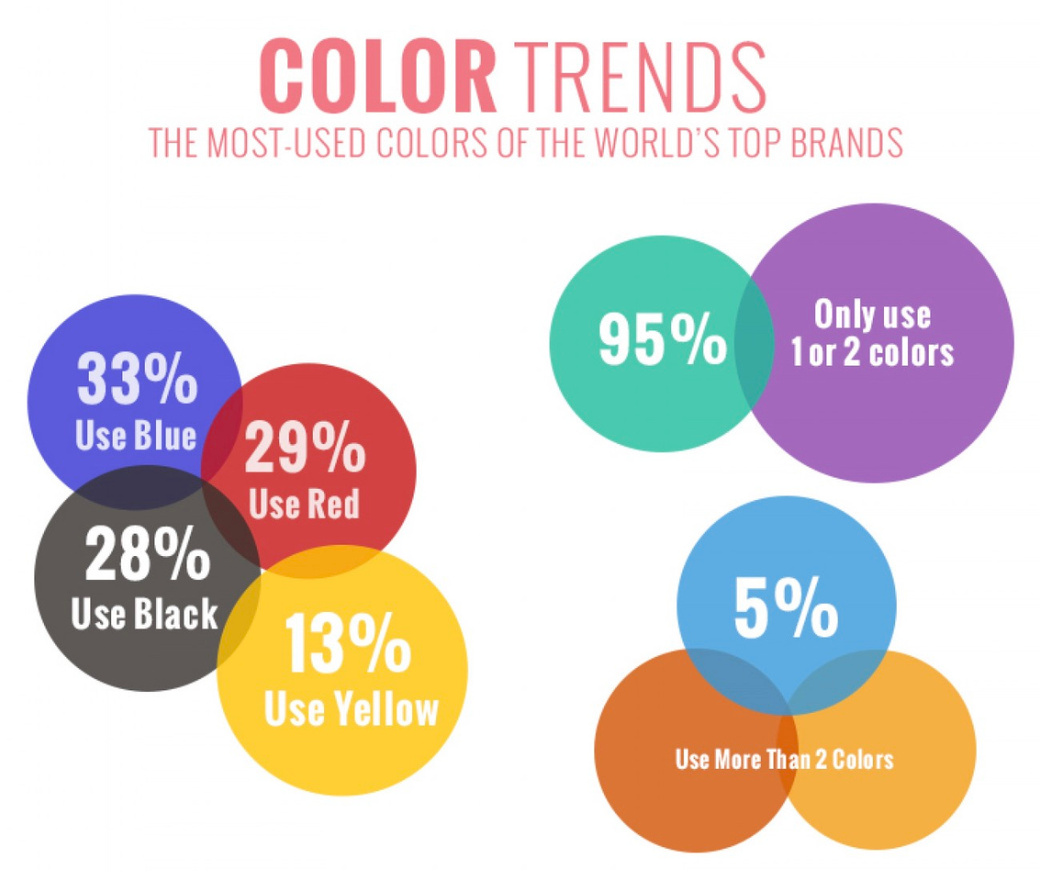 COLOR TRENDS
THE MOST-USED COLORS OF THE WORLD'S TOP BRANDS
33%
Use Blue
29%
Use Red
28%
Use Black
13%
Use Yellow
95%
Only use
1 or 2 colors
5%
Use More Than 2 Colors